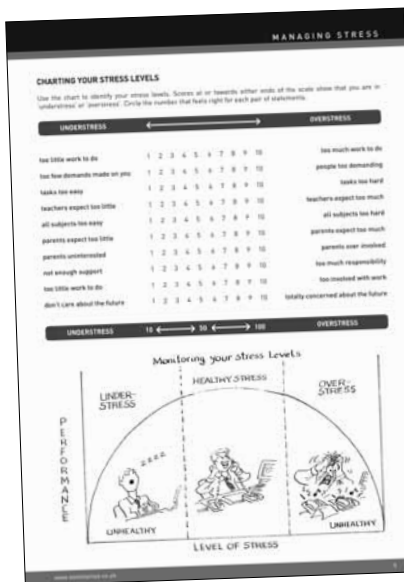 MANAGING STRESS
CHARTING YOUR STRESS LEVELS
Use the chart to identify your stress levels. Scores at or towards either ends of the scale show that you are in
'understress' or 'overstress'. Circle the number that feels right for each pair of statements.
UNDERSTRESS OVERSTRESS
too little work to do 1 2 3 4 5 6 7 8 9 10 too much work to do
too few demands made on you 1 2 3 4 5 6 7 8 9 10 people too demanding
tasks too easy 1 2 3 4 5 6 7 8 9 10 tasks too hard
teachers expect too little 1 2 3 4 5 6 7 8 9 10 teachers expect too much
all subjects too easy 1 2 3 4 5 6 7 8 9 10 all subjects too hard
parents expect too little 1 2 3 4 5 6 7 8 9 10 parents expect too much
parents uninterested 1 2 3 4 5 6 7 8 9 10 parents over involved
not enough support 1 2 3 4 5 6 7 8 9 10 too much responsibility
too little work to do 1 2 3 4 5 6 7 8 9 10 too involved with work
don't care about the future 1 2 3 4 5 6 7 8 9 10 totally concerned about the future
UNDERSTRESS 10 50 100 OVERSTRESS
Monitoring your stress Levels
UNDER-
STRESS
HEALTHY STRESS
OVER-
STRESS
PERFORMANCE
zzzz
UNHEALTHY
UNHEALTHY
LEVEL OF STRESS